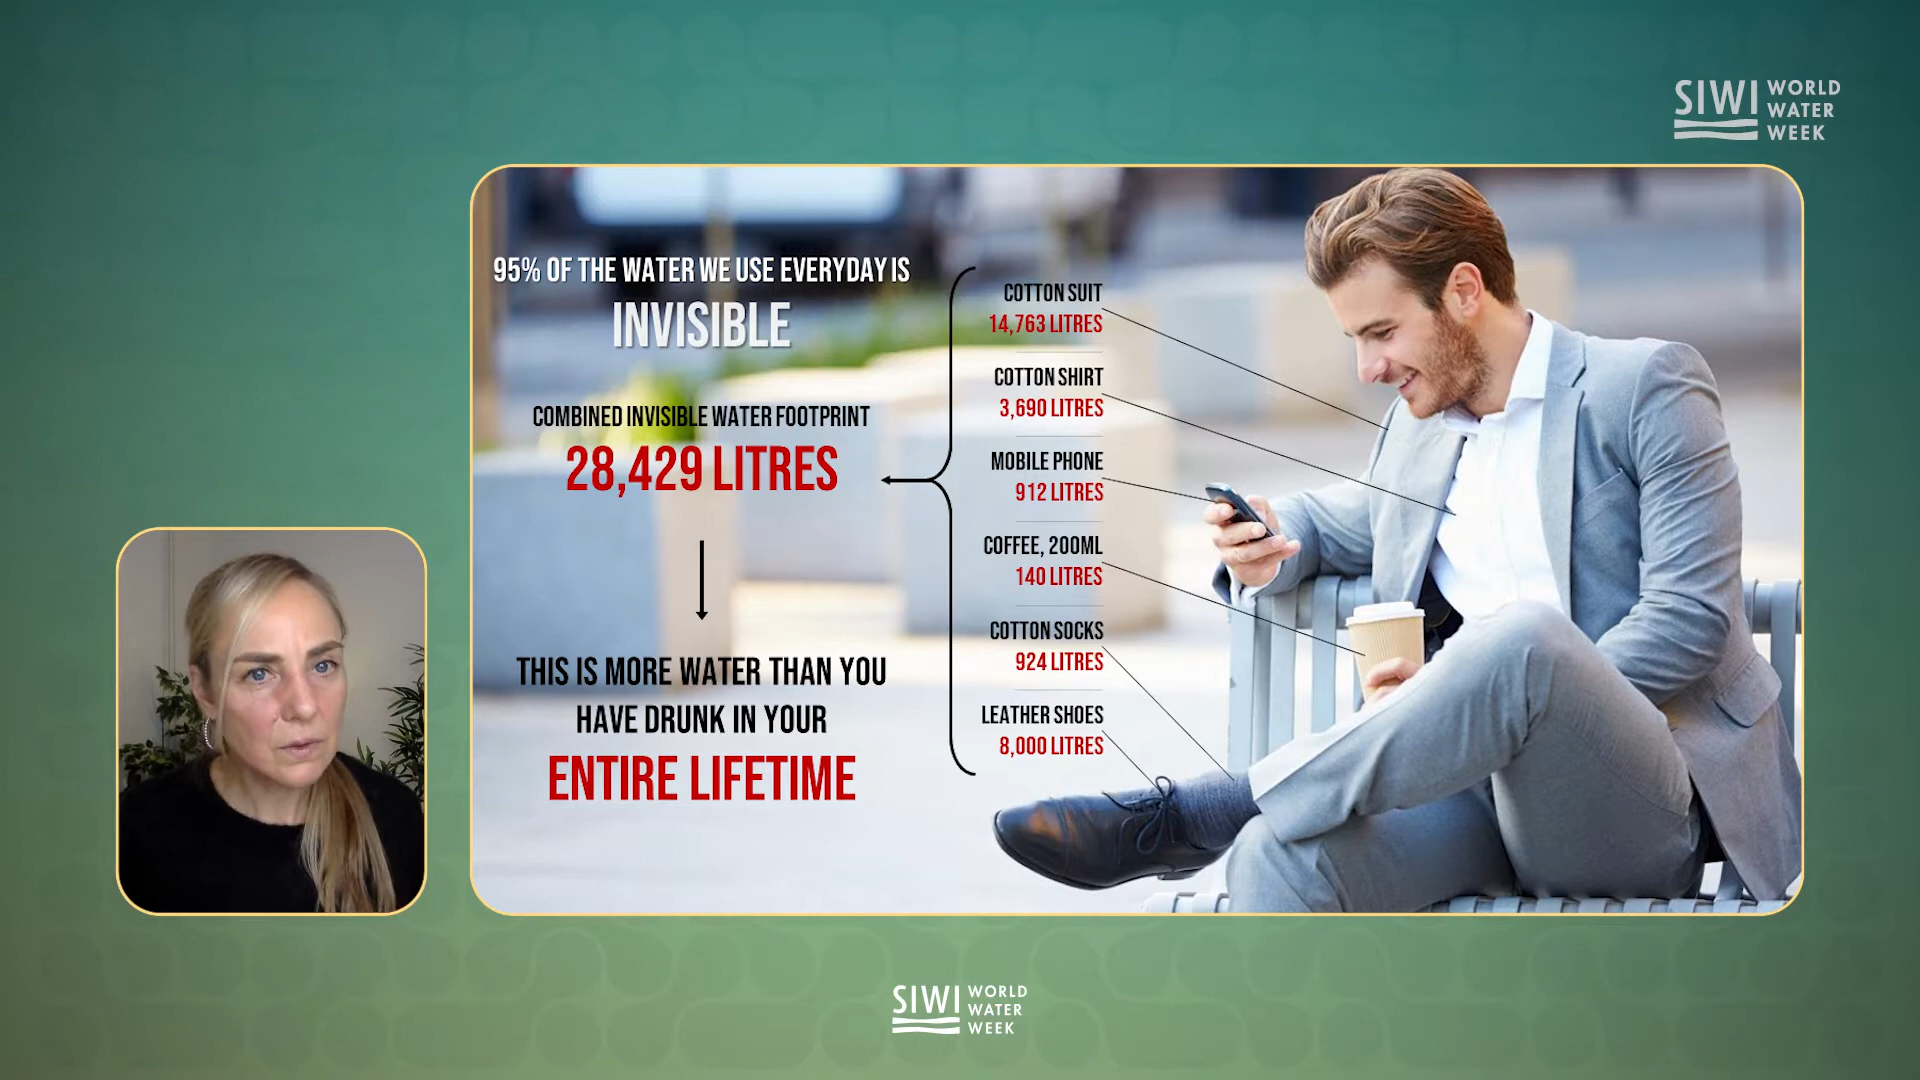 SIWI WORLD
WATER
WEEK
95% OF THE WATER WE USE EVERYDAY IS
INVISIBLE
COMBINED INVISIBLE WATER FOOTPRINT
28,429 LITRES
THIS IS MORE WATER THAN YOU
HAVE DRUNK IN YOUR
ENTIRE LIFETIME
COTTON SUIT
14,763 LITRES
COTTON SHIRT
3,690 LITRES
MOBILE PHONE
912 LITRES
COFFEE, 200ML
140 LITRES
COTTON SOCKS
924 LITRES
LEATHER SHOES
8,000 LITRES
SIWI WORLD
WATER
WEEK